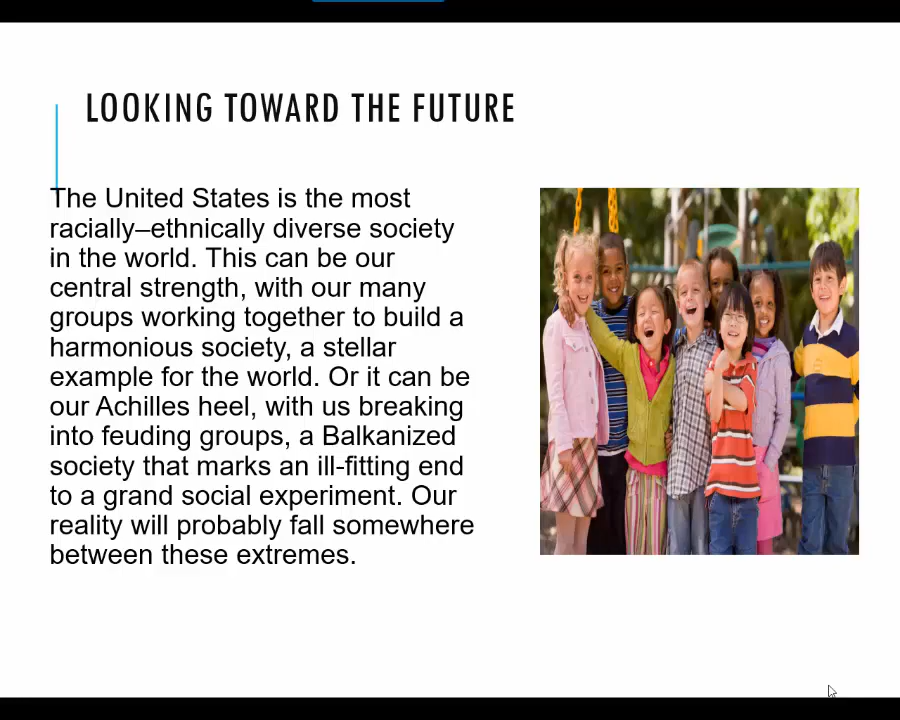 LOOKING TOWARD THE FUTURE
The United States is the most
racially–ethnically diverse society
in the world. This can be our
central strength, with our many
groups working together to build a
harmonious society, a stellar
example for the world. Or it can be
our Achilles heel, with us breaking
into feuding groups, a Balkanized
society that marks an ill-fitting end
to a grand social experiment. Our
reality will probably fall somewhere
between these extremes.